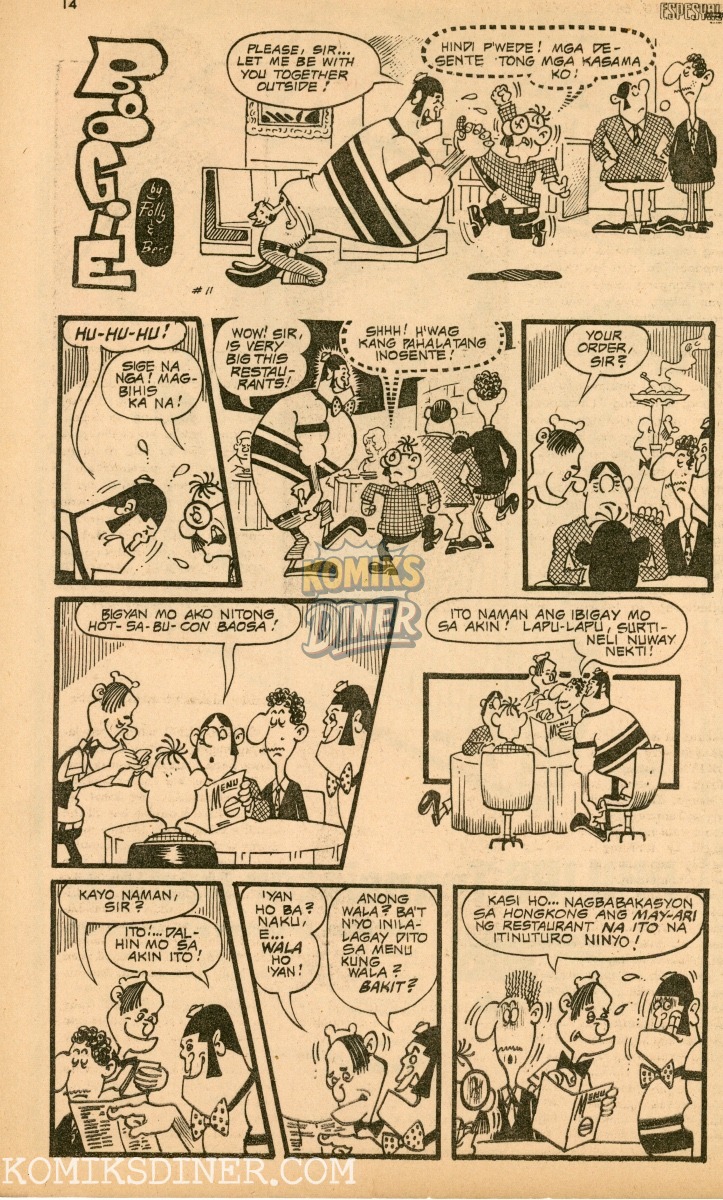 14
ESPESYAL
BOOGIE
by
Polly
&
Bert
#11
PLEASE, SIR...
LET ME BE WITH
YOU TOGETHER
OUTSIDE!
HINDI P'WEDE! MGA DE-
SENTE 'TONG MGA KASAMA
KO!
HU-HU-HU!
SIGE NA
NGA! MAG-
BIHIS
KA NA!
WOW! SIR,
IS VERY
BIG THIS
RESTAU-
RANTS!
SHHH! H'WAG
KANG PAHALATANG
INOSENTE!
YOUR
ORDER,
SIR?
KOMIKS
DINER
BIGYAN MO AKO NITONG
HOT-SA-BU-CON BAOSA!
MENU
ITO NAMAN ANG IBIGAY MO
SA AKIN! LAPU-LAPU, SURTI-
NELI NUWAY
NEKTI!
MENU
KAYO NAMAN,
SIR?
ITO!...DAL-
HIN MO SA
AKIN ITO!
'YAN
HO BA?
NAKU,
E...
WALA
HO
'YAN!
ANONG
WALA? BA'T
N'YO INILA-
LAGAY DITO
SA MENU
KUNG
WALA?
BAKIT?
KASI HO... NAGBABAKASYON
SA HONGKONG ANG MAY-ARI
NG RESTAURANT NA ITO NA
ITINUTURO NINYO!
MENU
KOMIKSDINER.COM